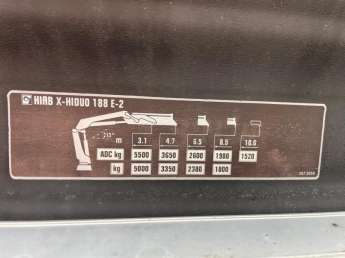 HIAB X-HIDUO 188 E-2
m 3.1 4.7 6.5 8.5 10.6
ADC kg 5500 3650 2600 1980 1520
kg 5000 3350 2380 1800